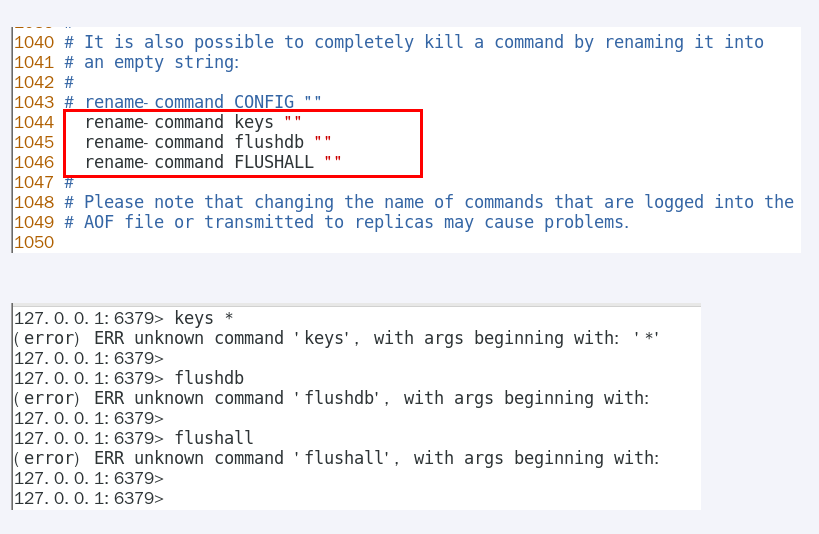 1040 # It is also possible to completely kill a command by renaming it into
1041 # an empty string:
1042 #
1043 # rename-command CONFIG ""
1044   rename-command keys ""
1045   rename-command flushdb ""
1046   rename-command FLUSHALL ""
1047 #
1048 # Please note that changing the name of commands that are logged into the
1049 # AOF file or transmitted to replicas may cause problems.
1050
127.0.0.1:6379> keys *
(error) ERR unknown command 'keys', with args beginning with: '*'
127.0.0.1:6379>
127.0.0.1:6379> flushdb
(error) ERR unknown command 'flushdb', with args beginning with:
127.0.0.1:6379>
127.0.0.1:6379> flushall
(error) ERR unknown command 'flushall', with args beginning with:
127.0.0.1:6379>
127.0.0.1:6379>